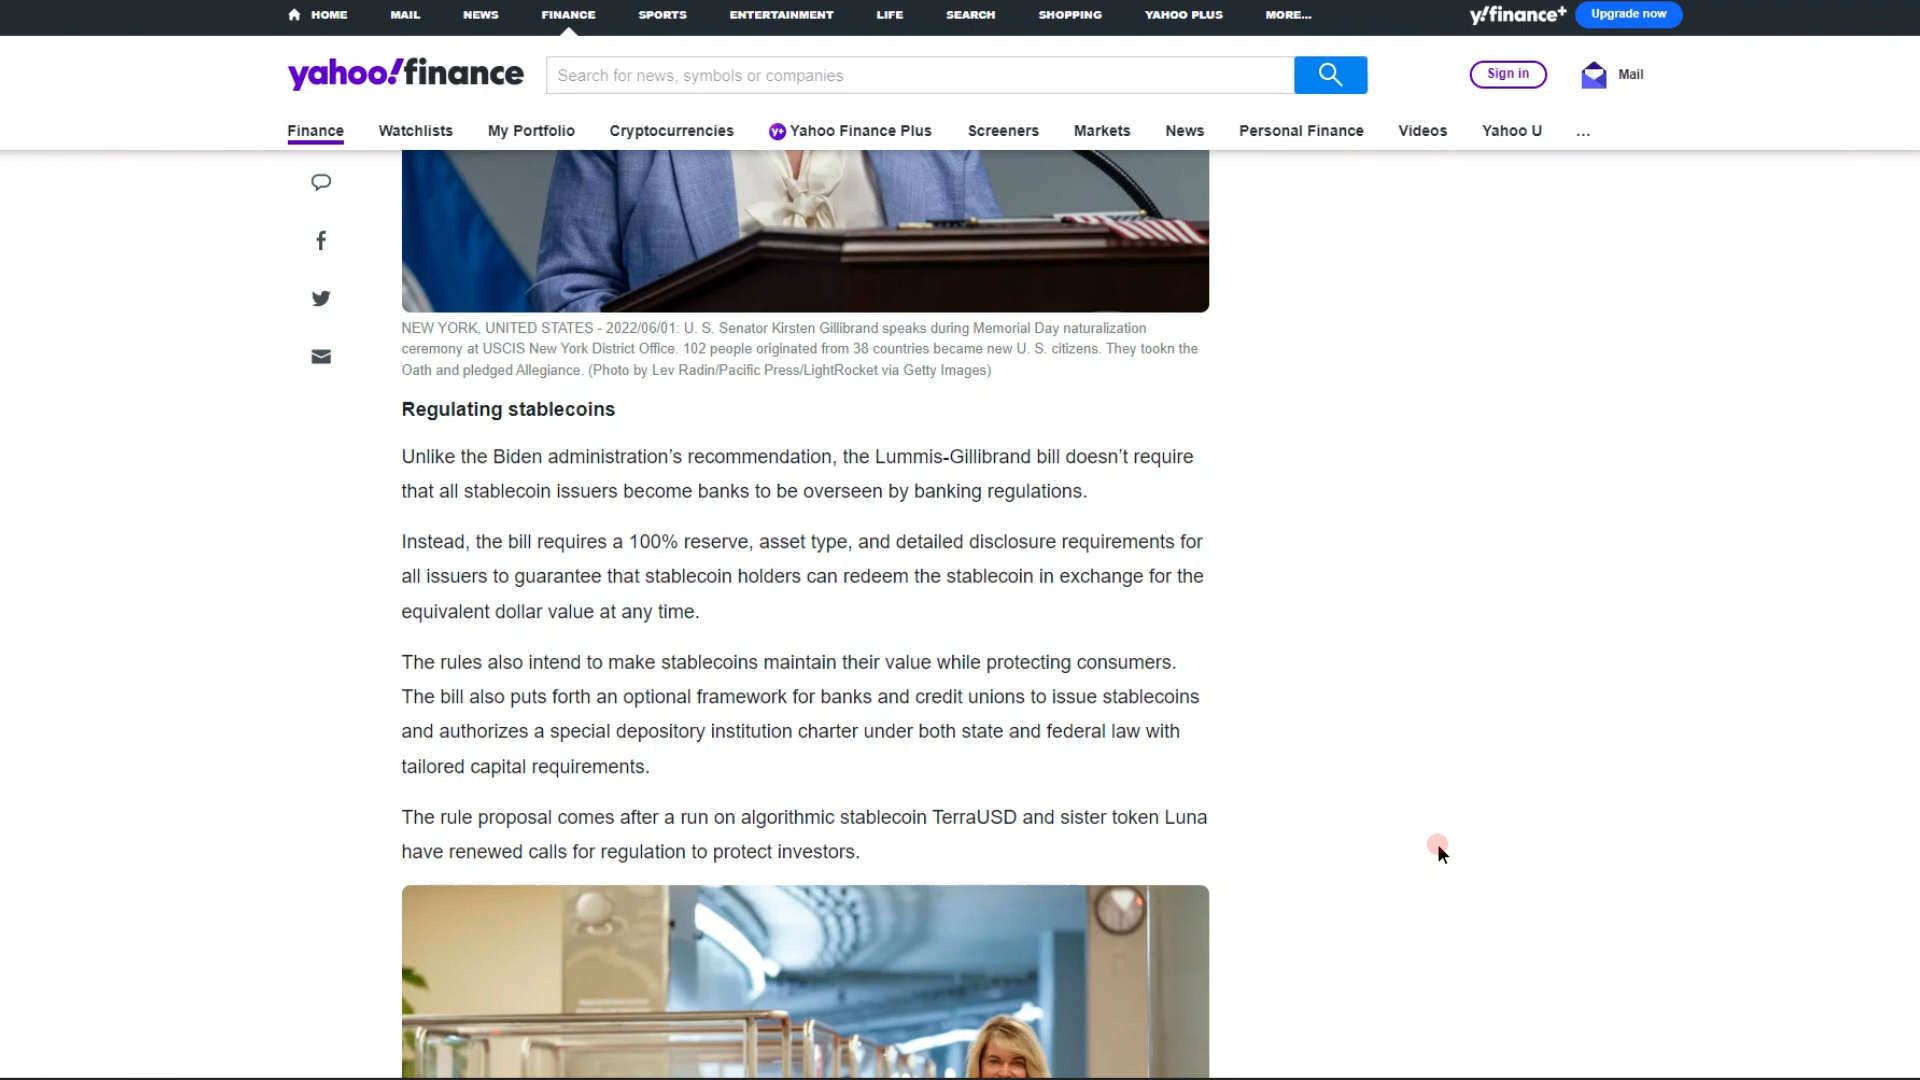 HOME MAIL NEWS FINANCE SPORTS ENTERTAINMENT LIFE SEARCH SHOPPING YAHOO PLUS MORE... y!finance+ Upgrade now
yahoo!finance Search for news, symbols or companies Sign in Mail
Finance Watchlists My Portfolio Cryptocurrencies y+ Yahoo Finance Plus Screeners Markets News Personal Finance Videos Yahoo U ...
NEW YORK, UNITED STATES - 2022/06/01: U. S. Senator Kirsten Gillibrand speaks during Memorial Day naturalization
ceremony at USCIS New York District Office. 102 people originated from 38 countries became new U. S. citizens. They tookn the
Oath and pledged Allegiance. (Photo by Lev Radin/Pacific Press/LightRocket via Getty Images)
Regulating stablecoins
Unlike the Biden administration’s recommendation, the Lummis-Gillibrand bill doesn’t require
that all stablecoin issuers become banks to be overseen by banking regulations.
Instead, the bill requires a 100% reserve, asset type, and detailed disclosure requirements for
all issuers to guarantee that stablecoin holders can redeem the stablecoin in exchange for the
equivalent dollar value at any time.
The rules also intend to make stablecoins maintain their value while protecting consumers.
The bill also puts forth an optional framework for banks and credit unions to issue stablecoins
and authorizes a special depository institution charter under both state and federal law with
tailored capital requirements.
The rule proposal comes after a run on algorithmic stablecoin TerraUSD and sister token Luna
have renewed calls for regulation to protect investors.